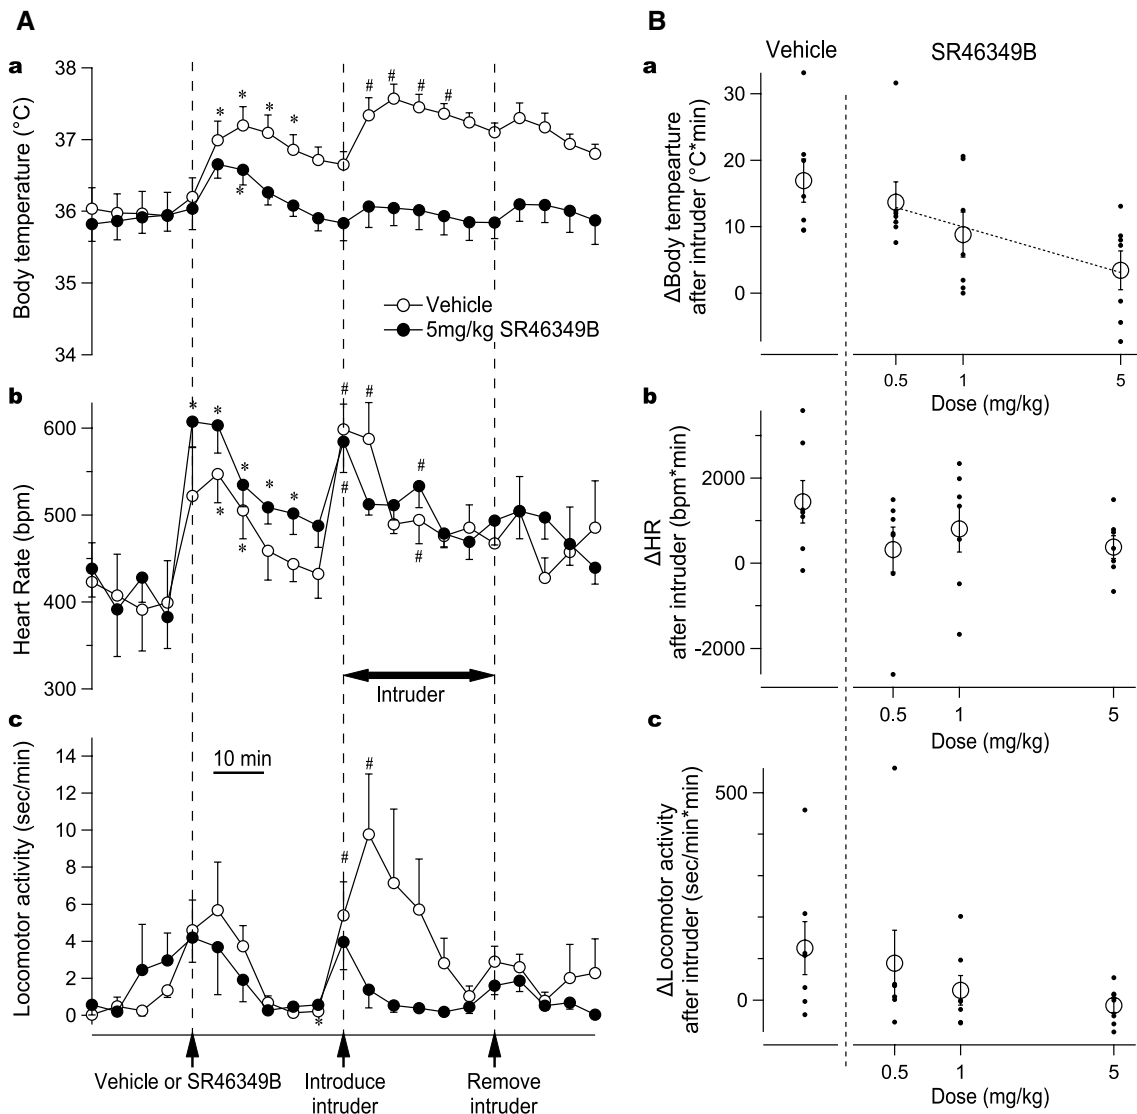 A
B
Vehicle
SR46349B
a
38
37
36
35
34
Body temperature (°C)
* * * *
# # # #
*
Vehicle
5mg/kg SR46349B
b
600
500
400
300
Heart Rate (bpm)
* * * * *
* *
# #
# #
#
Intruder
c
14
12
10
8
6
4
2
0
Locomotor activity (sec/min)
10 min
#
#
*
Vehicle or SR46349B
Introduce
intruder
Remove
intruder
a
30
20
10
0
ΔBody tempearture
after intruder (°C*min)
0.5
1
5
Dose (mg/kg)
b
2000
0
-2000
ΔHR
after intruder (bpm*min)
0.5
1
5
Dose (mg/kg)
c
500
0
ΔLocomotor activity
after intruder (sec/min*min)
0.5
1
5
Dose (mg/kg)